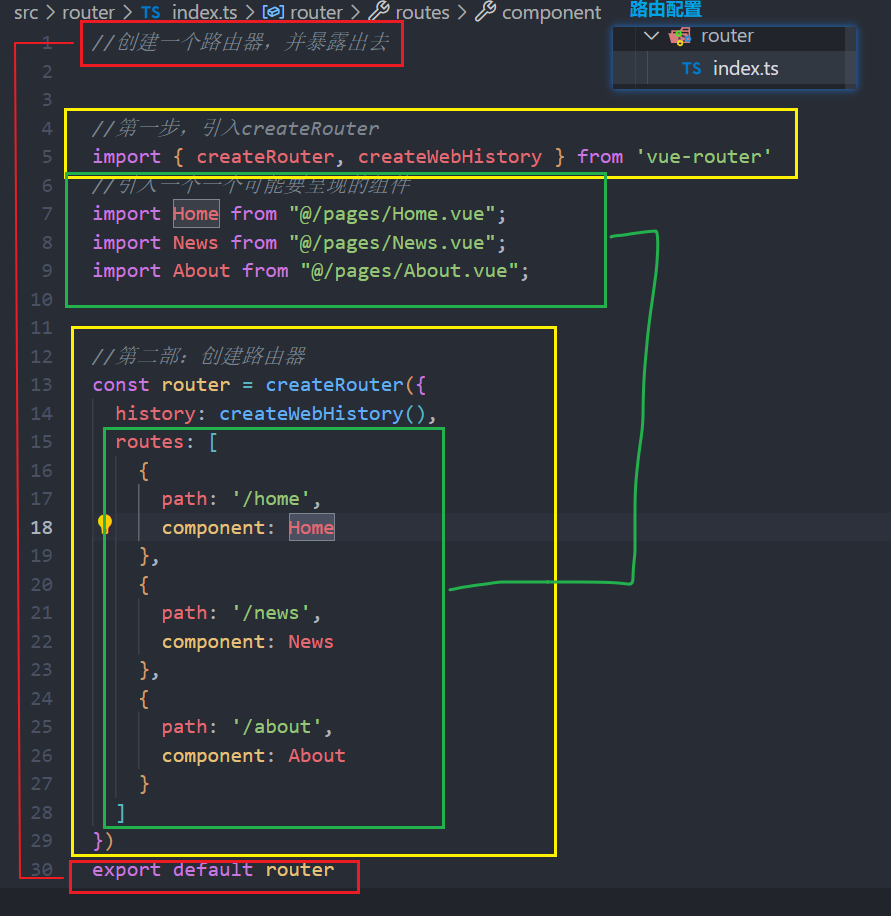 src > router > TS index.ts > router > routes > component
路由配置
router
TS index.ts
1 //创建一个路由器，并暴露出去
2
3
4 //第一步，引入createRouter
5 import { createRouter, createWebHistory } from 'vue-router'
6 //引入一个一个可能要呈现的组件
7 import Home from "@/pages/Home.vue";
8 import News from "@/pages/News.vue";
9 import About from "@/pages/About.vue";
10
11
12 //第二部：创建路由器
13 const router = createRouter({
14 history: createWebHistory(),
15 routes: [
16 {
17 path: '/home',
18 component: Home
19 },
20 {
21 path: '/news',
22 component: News
23 },
24 {
25 path: '/about',
26 component: About
27 }
28 ]
29 })
30 export default router